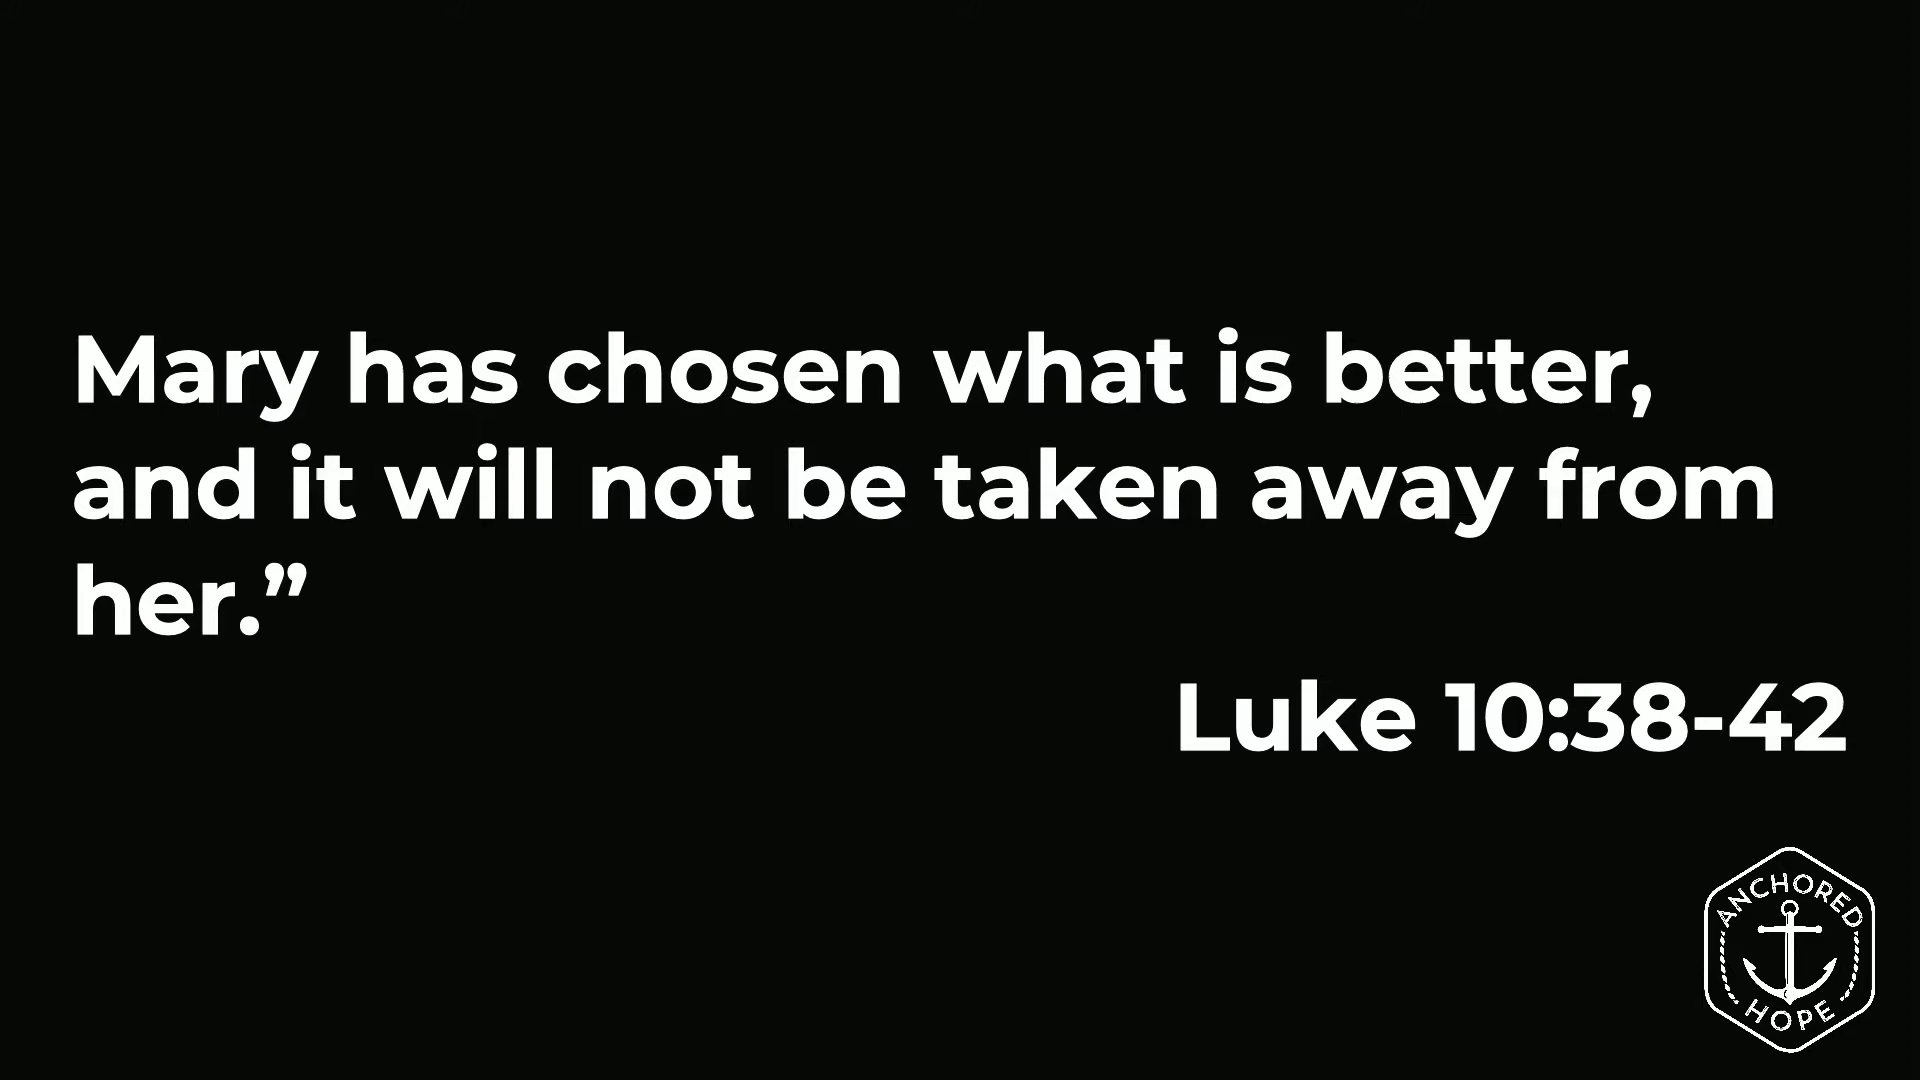 Mary has chosen what is better,
and it will not be taken away from
her.”
Luke 10:38-42
ANCHORED
HOPE